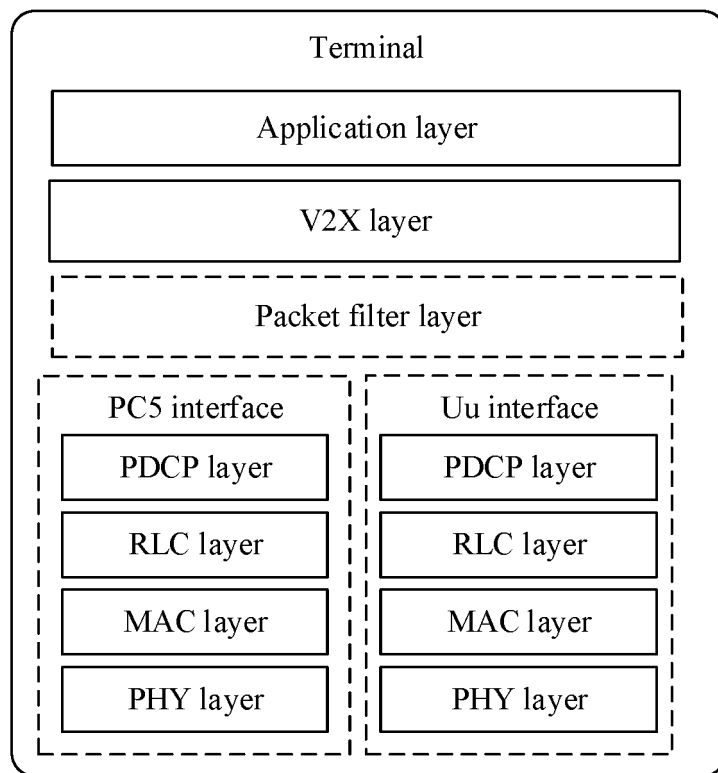 Terminal
Application layer
V2X layer
Packet filter layer
PC5 interface
PDCP layer
RLC layer
MAC layer
PHY layer
Uu interface
PDCP layer
RLC layer
MAC layer
PHY layer